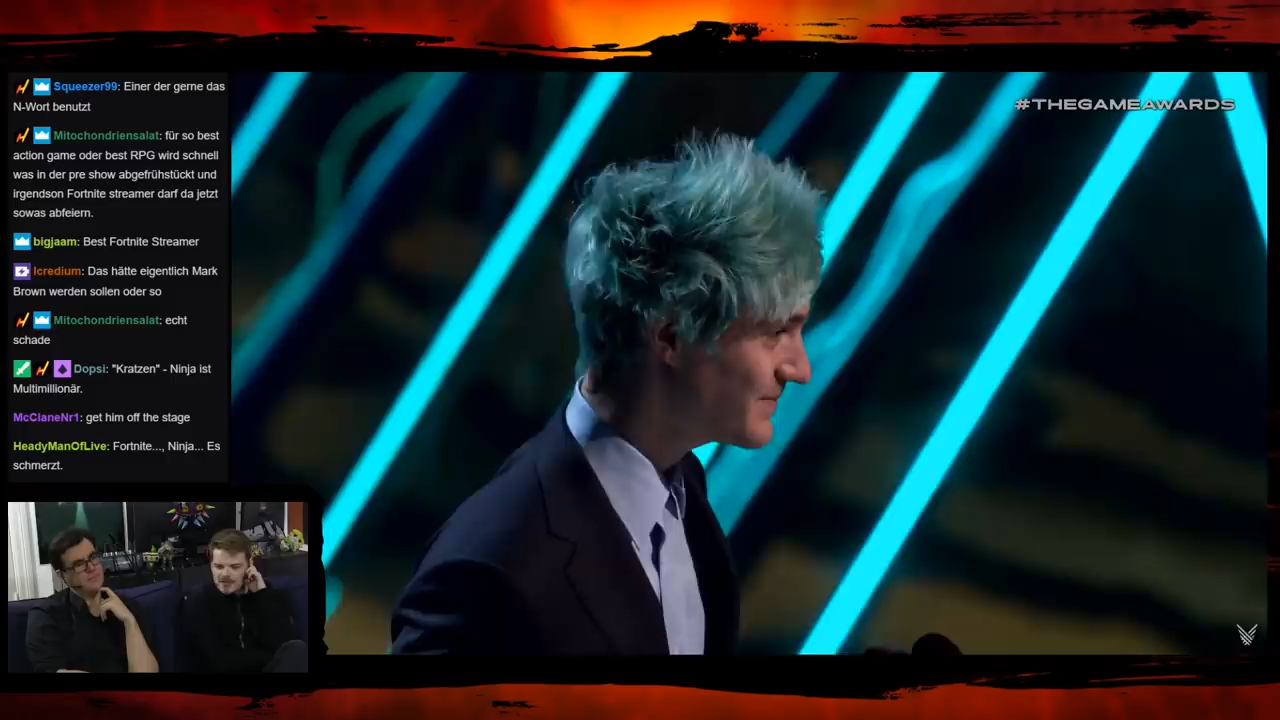 Squeezer99: Einer der gerne das
N-Wort benutzt
Mitochondriensalat: für so best
action game oder best RPG wird schnell
was in der pre show abgefrühstückt und
irgendson Fortnite streamer darf da jetzt
sowas abfeiern.
bigjaam: Best Fortnite Streamer
Icredium: Das hätte eigentlich Mark
Brown werden sollen oder so
Mitochondriensalat: echt
schade
Dopsi: "Kratzen" - Ninja ist
Multimillionär.
McClaneNr1: get him off the stage
HeadyManOfLive: Fortnite..., Ninja... Es
schmerzt.
#THEGAMEAWARDS